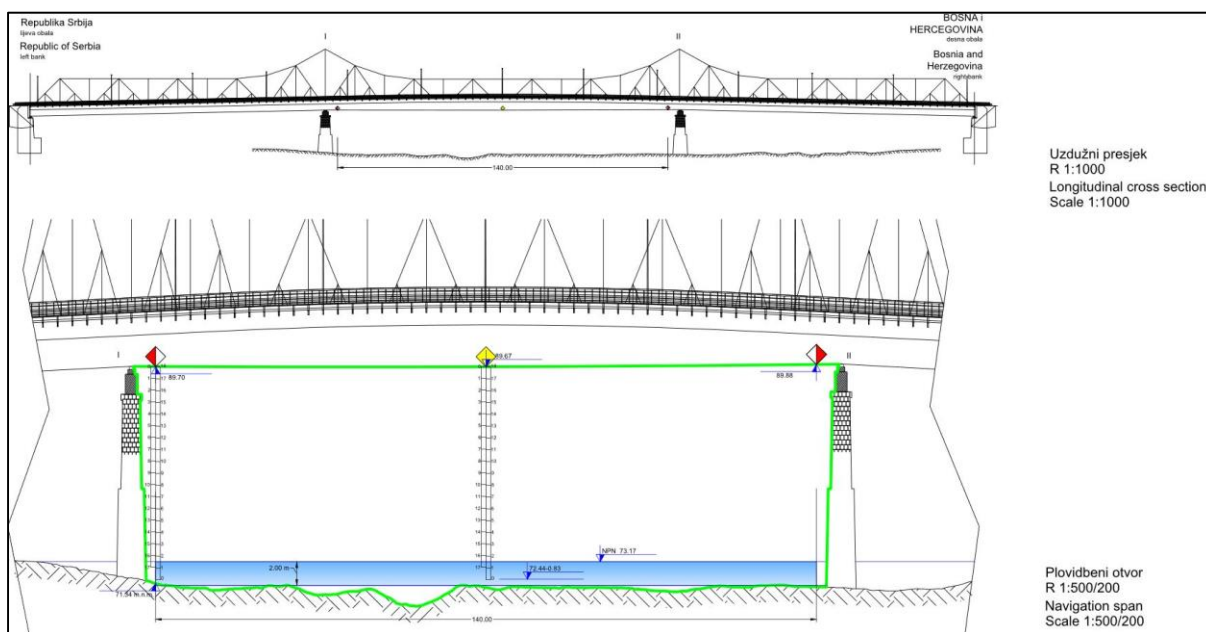 Republika Srbija
lijeva obala
Republic of Serbia
left bank
BOSNA i
HERCEGOVINA
desna obala
Bosnia and
Herzegovina
right bank
I
II
140.00
Uzdužni presjek
R 1:1000
Longitudinal cross section
Scale 1:1000
I
II
89.67
89.70
89.88
NPN 73.17
2.00 m
72.44-0.83
140.00
Plovidbeni otvor
R 1:500/200
Navigation span
Scale 1:500/200